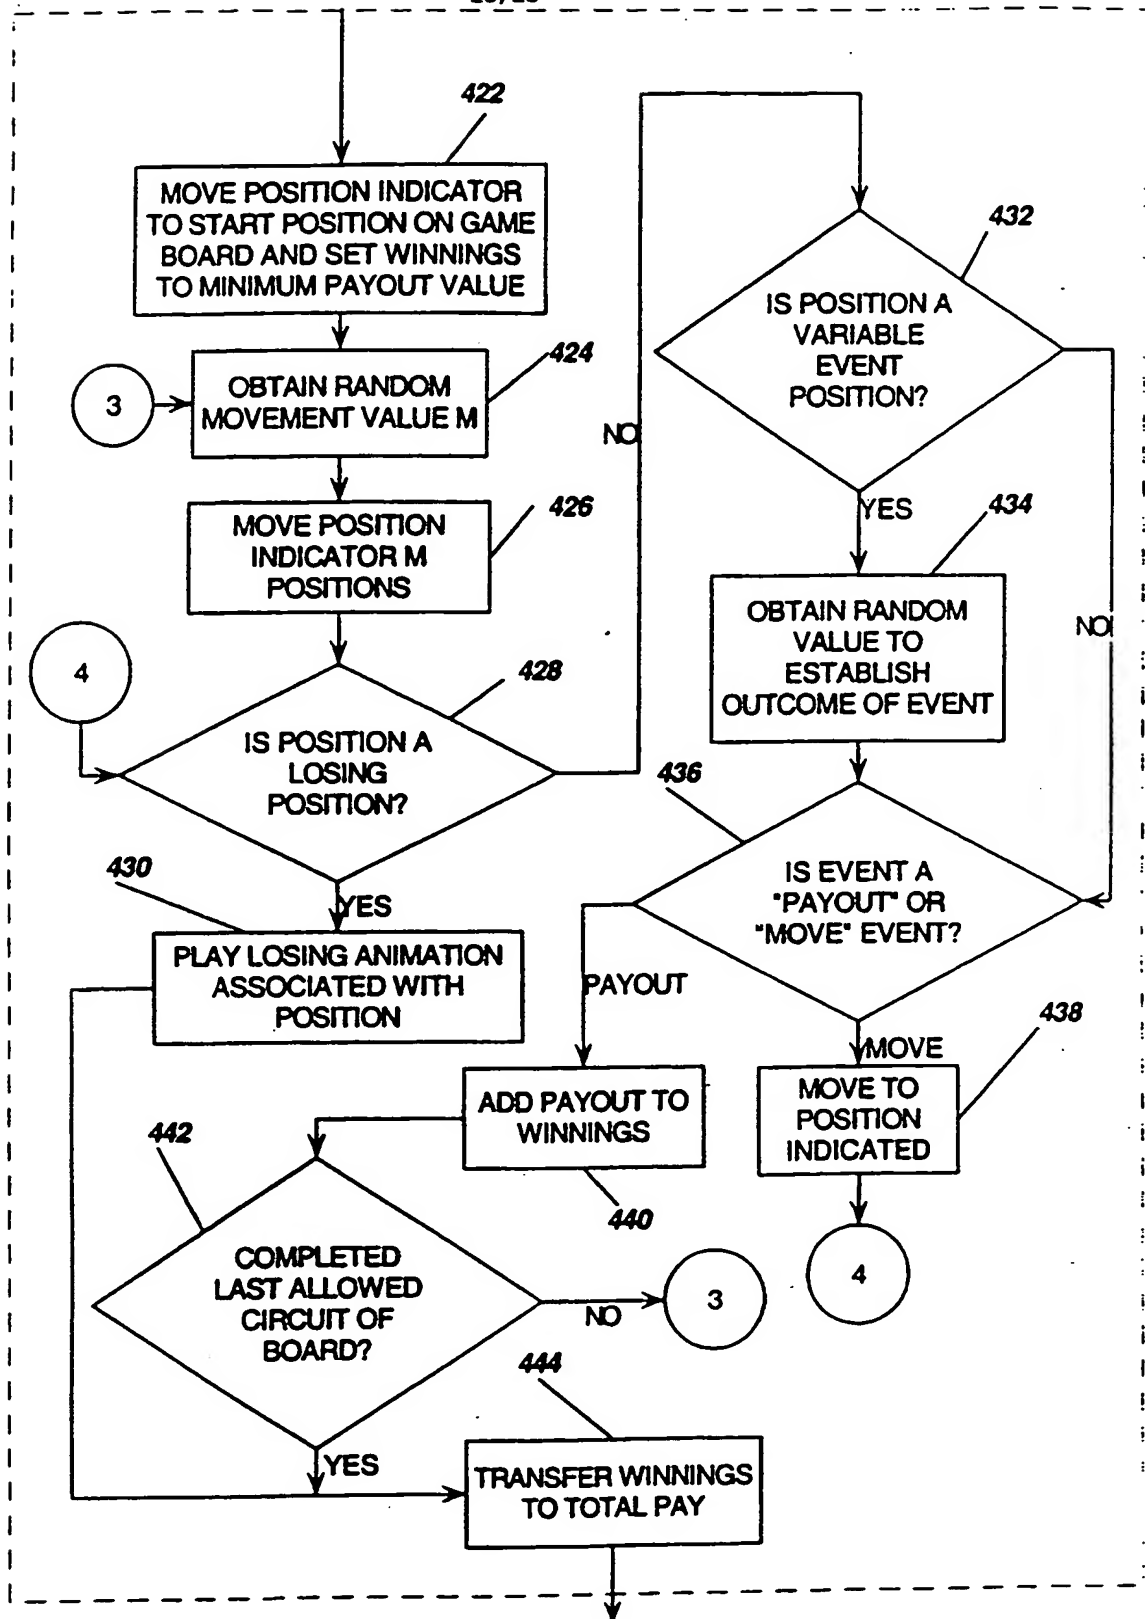 422
MOVE POSITION INDICATOR
TO START POSITION ON GAME
BOARD AND SET WINNINGS
TO MINIMUM PAYOUT VALUE
424
3
OBTAIN RANDOM
MOVEMENT VALUE M
426
MOVE POSITION
INDICATOR M
POSITIONS
4
428
IS POSITION A
LOSING
POSITION?
NO
430
YES
PLAY LOSING ANIMATION
ASSOCIATED WITH
POSITION
432
IS POSITION A
VARIABLE
EVENT
POSITION?
YES
NO
434
OBTAIN RANDOM
VALUE TO
ESTABLISH
OUTCOME OF EVENT
436
IS EVENT A
"PAYOUT" OR
"MOVE" EVENT?
PAYOUT
MOVE
438
MOVE TO
POSITION
INDICATED
4
ADD PAYOUT TO
WINNINGS
440
442
COMPLETED
LAST ALLOWED
CIRCUIT OF
BOARD?
NO
3
YES
444
TRANSFER WINNINGS
TO TOTAL PAY